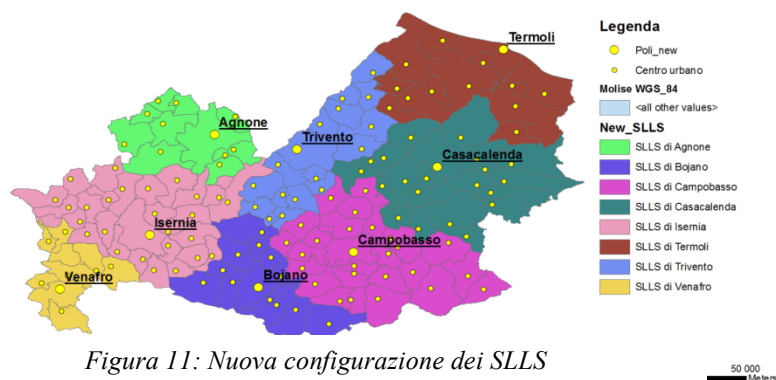 Termoli
Agnone
Trivento
Casacalenda
Isernia
Campobasso
Venafro
Bojano
Legenda
Poli_new
Centro urbano
Molise WGS_84
<all other values>
New_SLLS
SLLS di Agnone
SLLS di Bojano
SLLS di Campobasso
SLLS di Casacalenda
SLLS di Isernia
SLLS di Termoli
SLLS di Trivento
SLLS di Venafro
Figura 11: Nuova configurazione dei SLLS
50 000
Meters